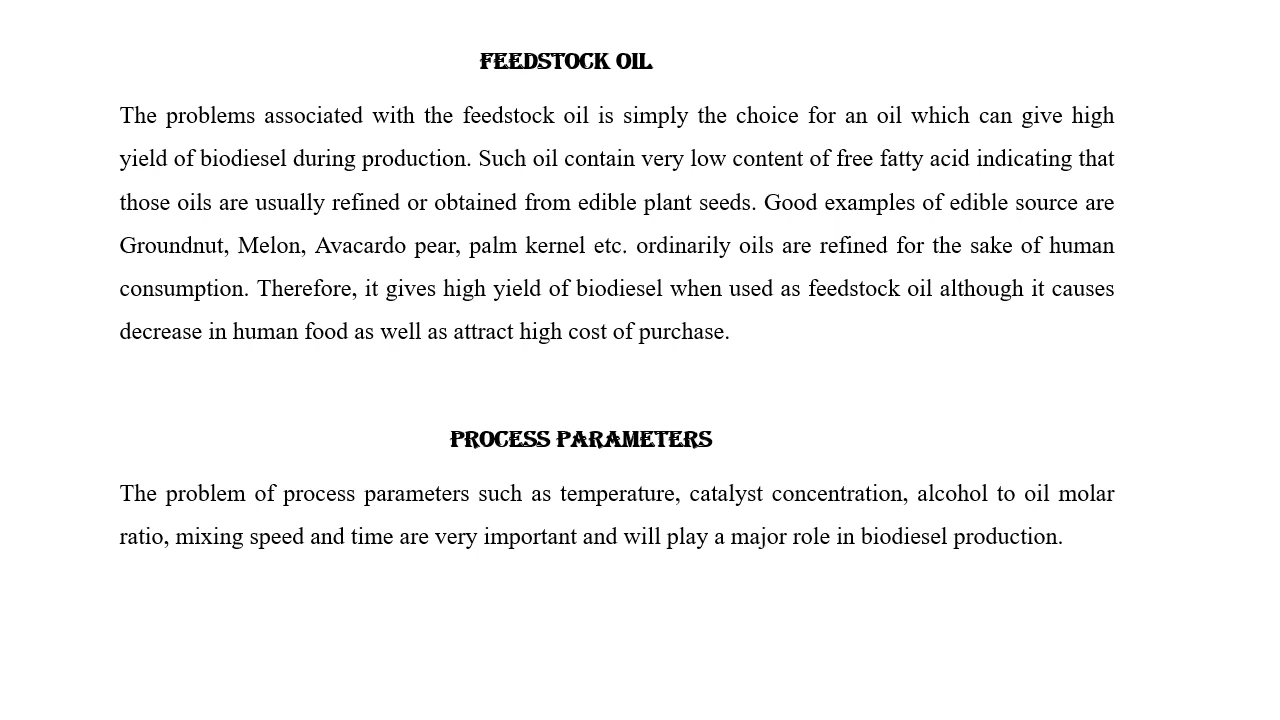 FEEDSTOCK OIL
The problems associated with the feedstock oil is simply the choice for an oil which can give high
yield of biodiesel during production. Such oil contain very low content of free fatty acid indicating that
those oils are usually refined or obtained from edible plant seeds. Good examples of edible source are
Groundnut, Melon, Avacardo pear, palm kernel etc. ordinarily oils are refined for the sake of human
consumption. Therefore, it gives high yield of biodiesel when used as feedstock oil although it causes
decrease in human food as well as attract high cost of purchase.
PROCESS PARAMETERS
The problem of process parameters such as temperature, catalyst concentration, alcohol to oil molar
ratio, mixing speed and time are very important and will play a major role in biodiesel production.